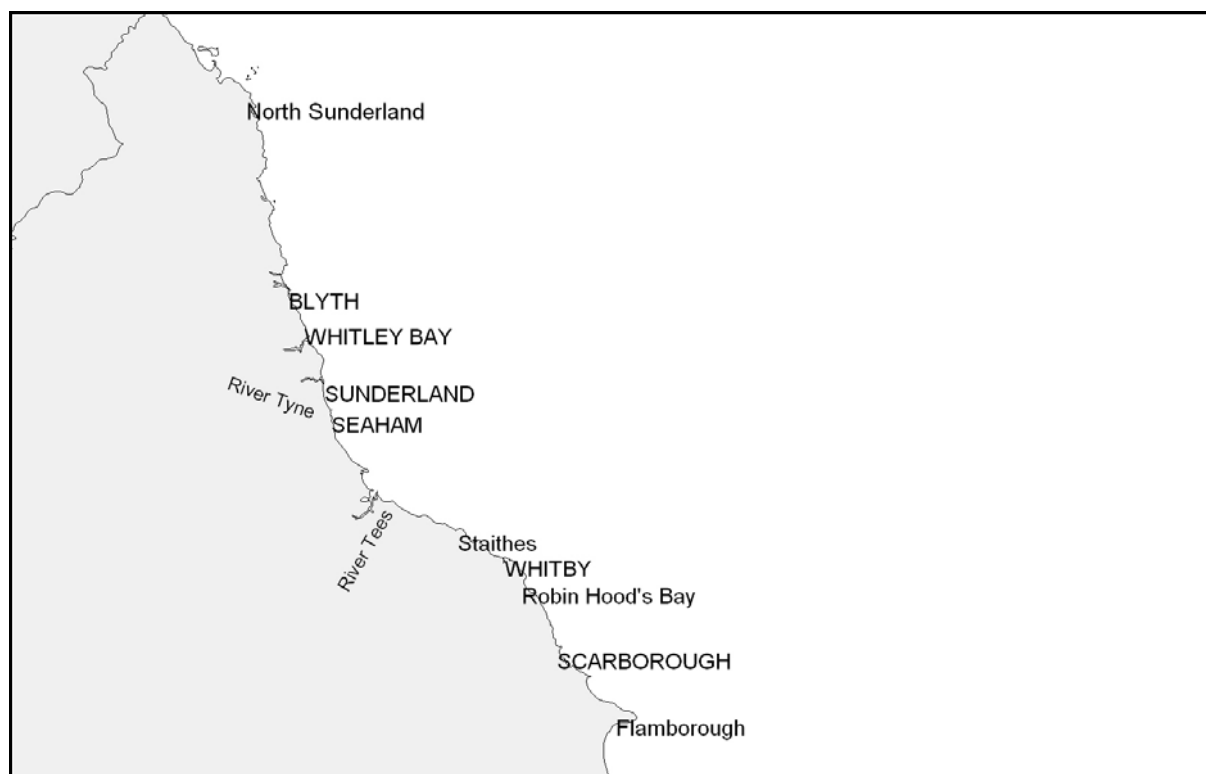 North Sunderland
BLYTH
WHITLEY BAY
River Tyne
SUNDERLAND
SEAHAM
River Tees
Staithes
WHITBY
Robin Hood's Bay
SCARBOROUGH
Flamborough